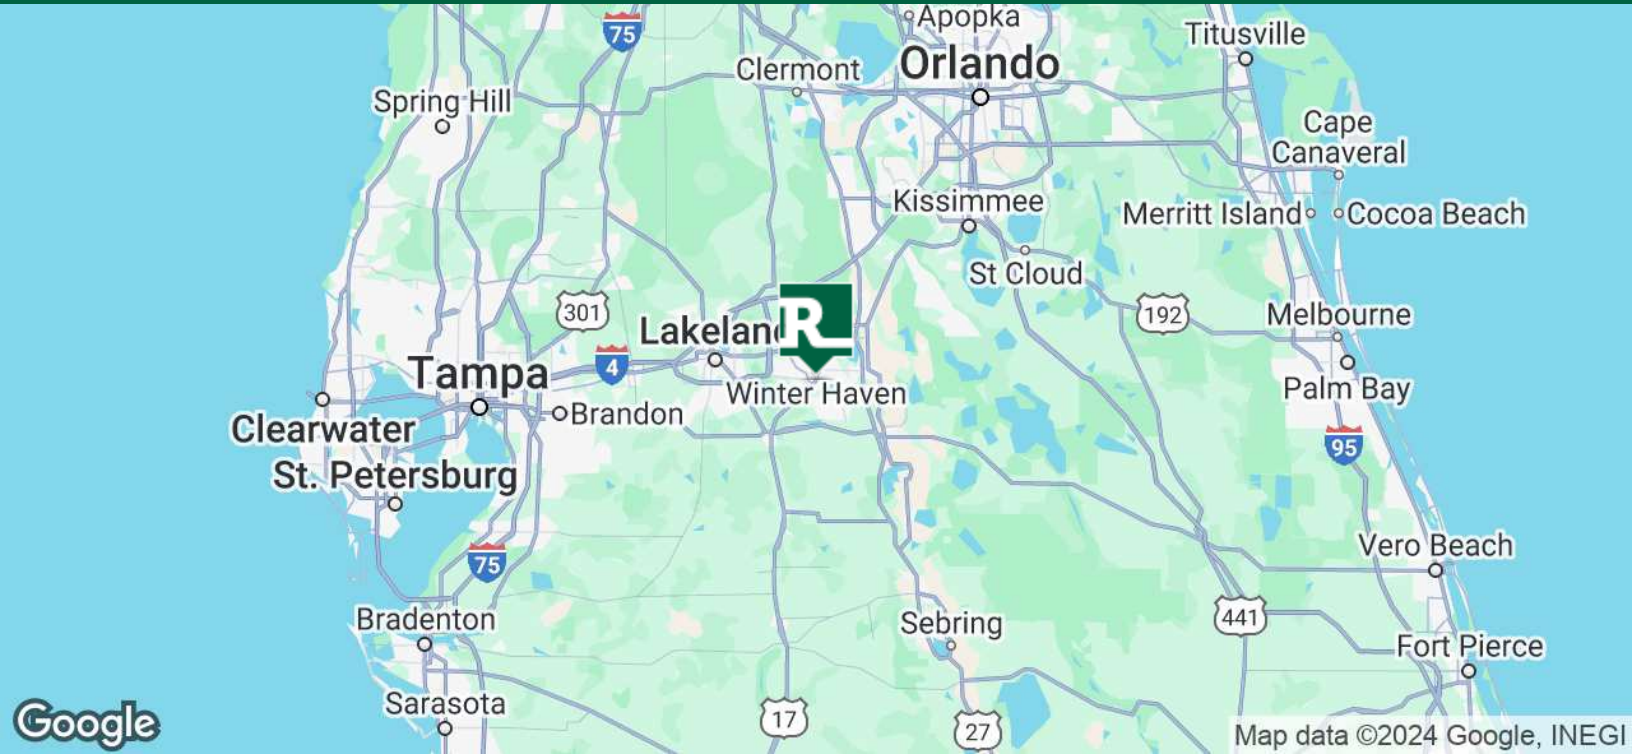 Apopka
75
Titusville
Orlando
Clermont
Spring Hill
Cape
Canaveral
Kissimmee
Merritt Island
Cocoa Beach
St Cloud
301
192
Melbourne
R
Lakeland
4
Tampa
Winter Haven
Palm Bay
Brandon
Clearwater
95
St. Petersburg
Vero Beach
75
Bradenton
Sebring
441
Fort Pierce
Sarasota
17
27
Google
Map data ©2024 Google, INEGI